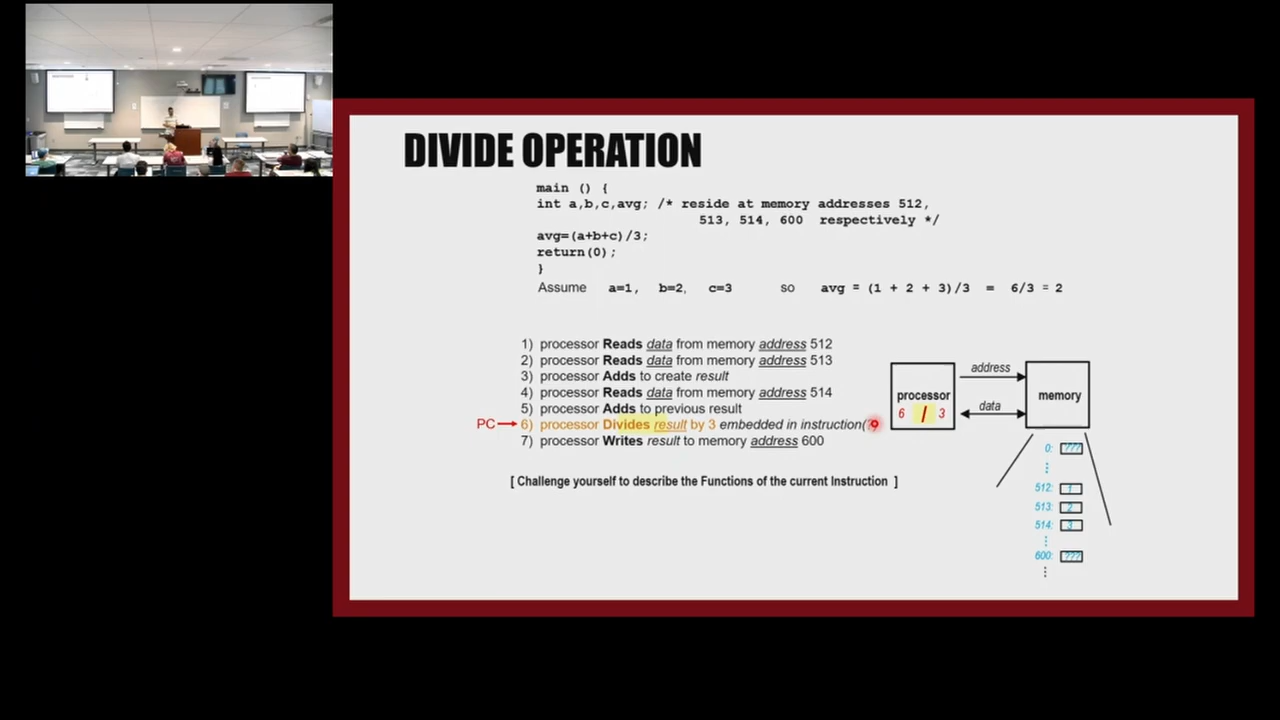 DIVIDE OPERATION
main () {
int a,b,c,avg; /* reside at memory addresses 512,
513, 514, 600 respectively */
avg=(a+b+c)/3;
return(0);
}
Assume a=1, b=2, c=3 so avg = (1 + 2 + 3)/3 = 6/3 = 2
1) processor Reads data from memory address 512
2) processor Reads data from memory address 513
3) processor Adds to create result
4) processor Reads data from memory address 514
5) processor Adds to previous result
PC 6) processor Divides result by 3 embedded in instruction(
7) processor Writes result to memory address 600
[ Challenge yourself to describe the Functions of the current Instruction ]
address
processor
memory
6 / 3
data
0: ???
⋮
512: 1
513: 2
514: 3
⋮
600: ???
⋮